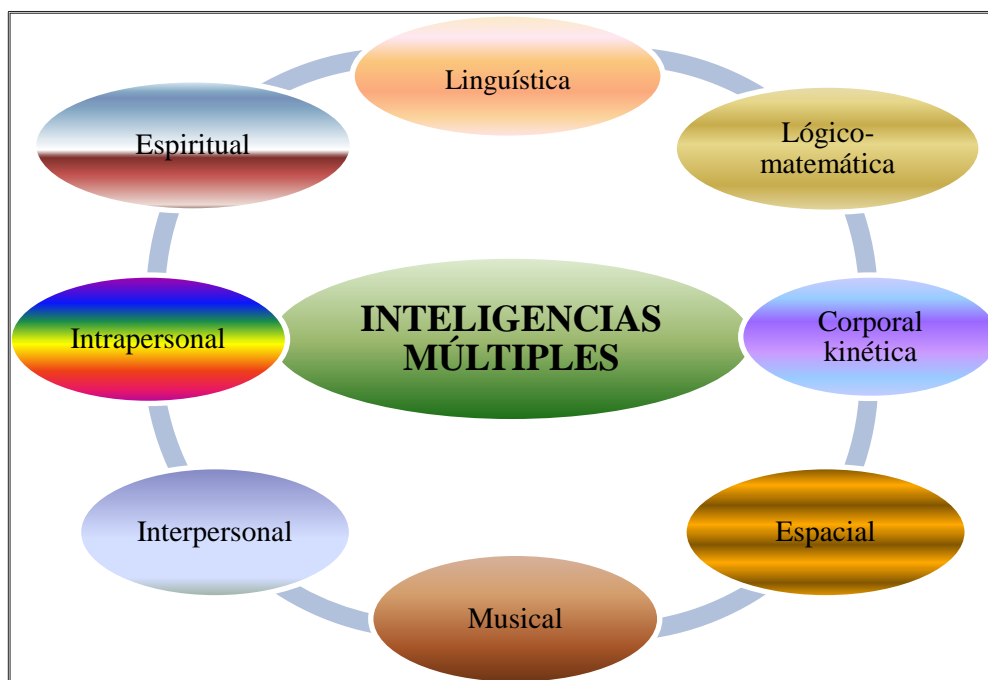 Linguística
Lógico-
matemática
Corporal
kinética
Espacial
Musical
Interpersonal
Intrapersonal
Espiritual
INTELIGENCIAS
MÚLTIPLES